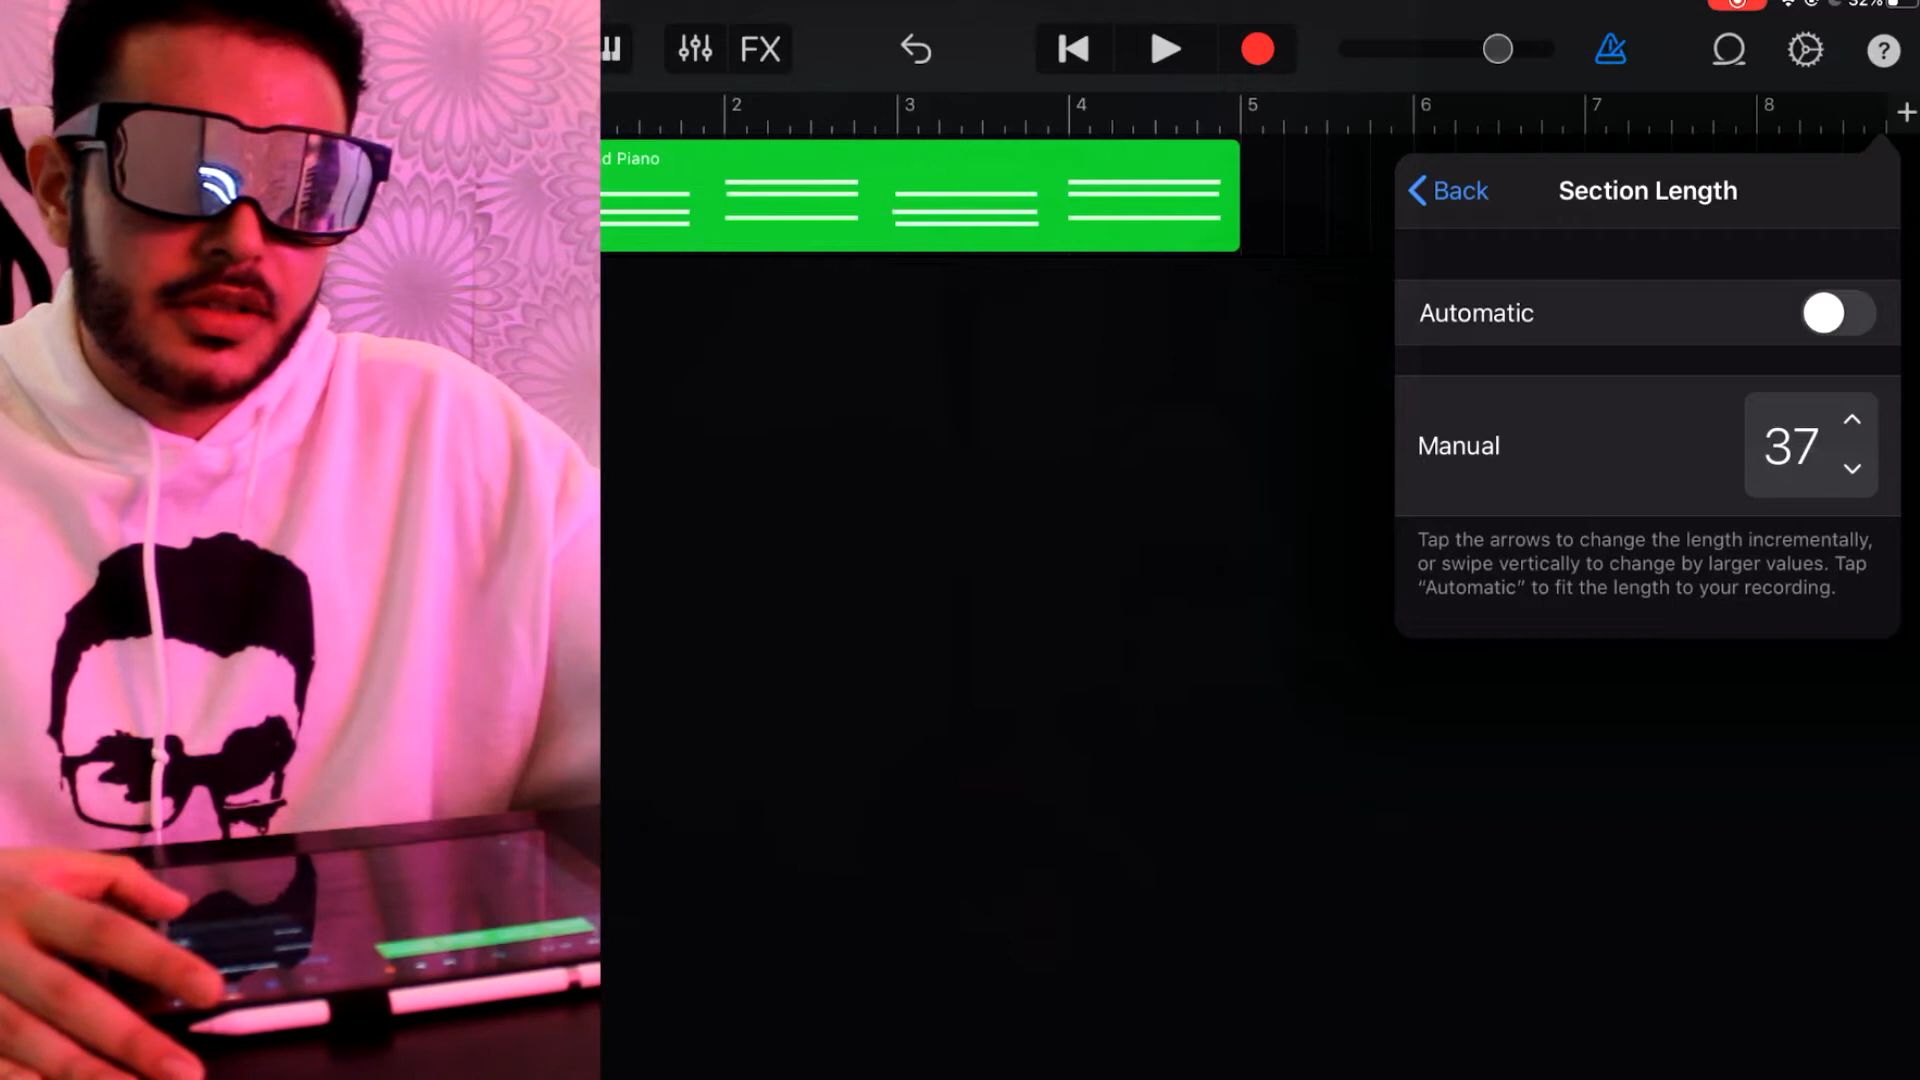 32%
FX
2 3 4 5 6 7 8 +
d Piano
Back Section Length
Automatic
Manual 37
Tap the arrows to change the length incrementally,
or swipe vertically to change by larger values. Tap
“Automatic” to fit the length to your recording.